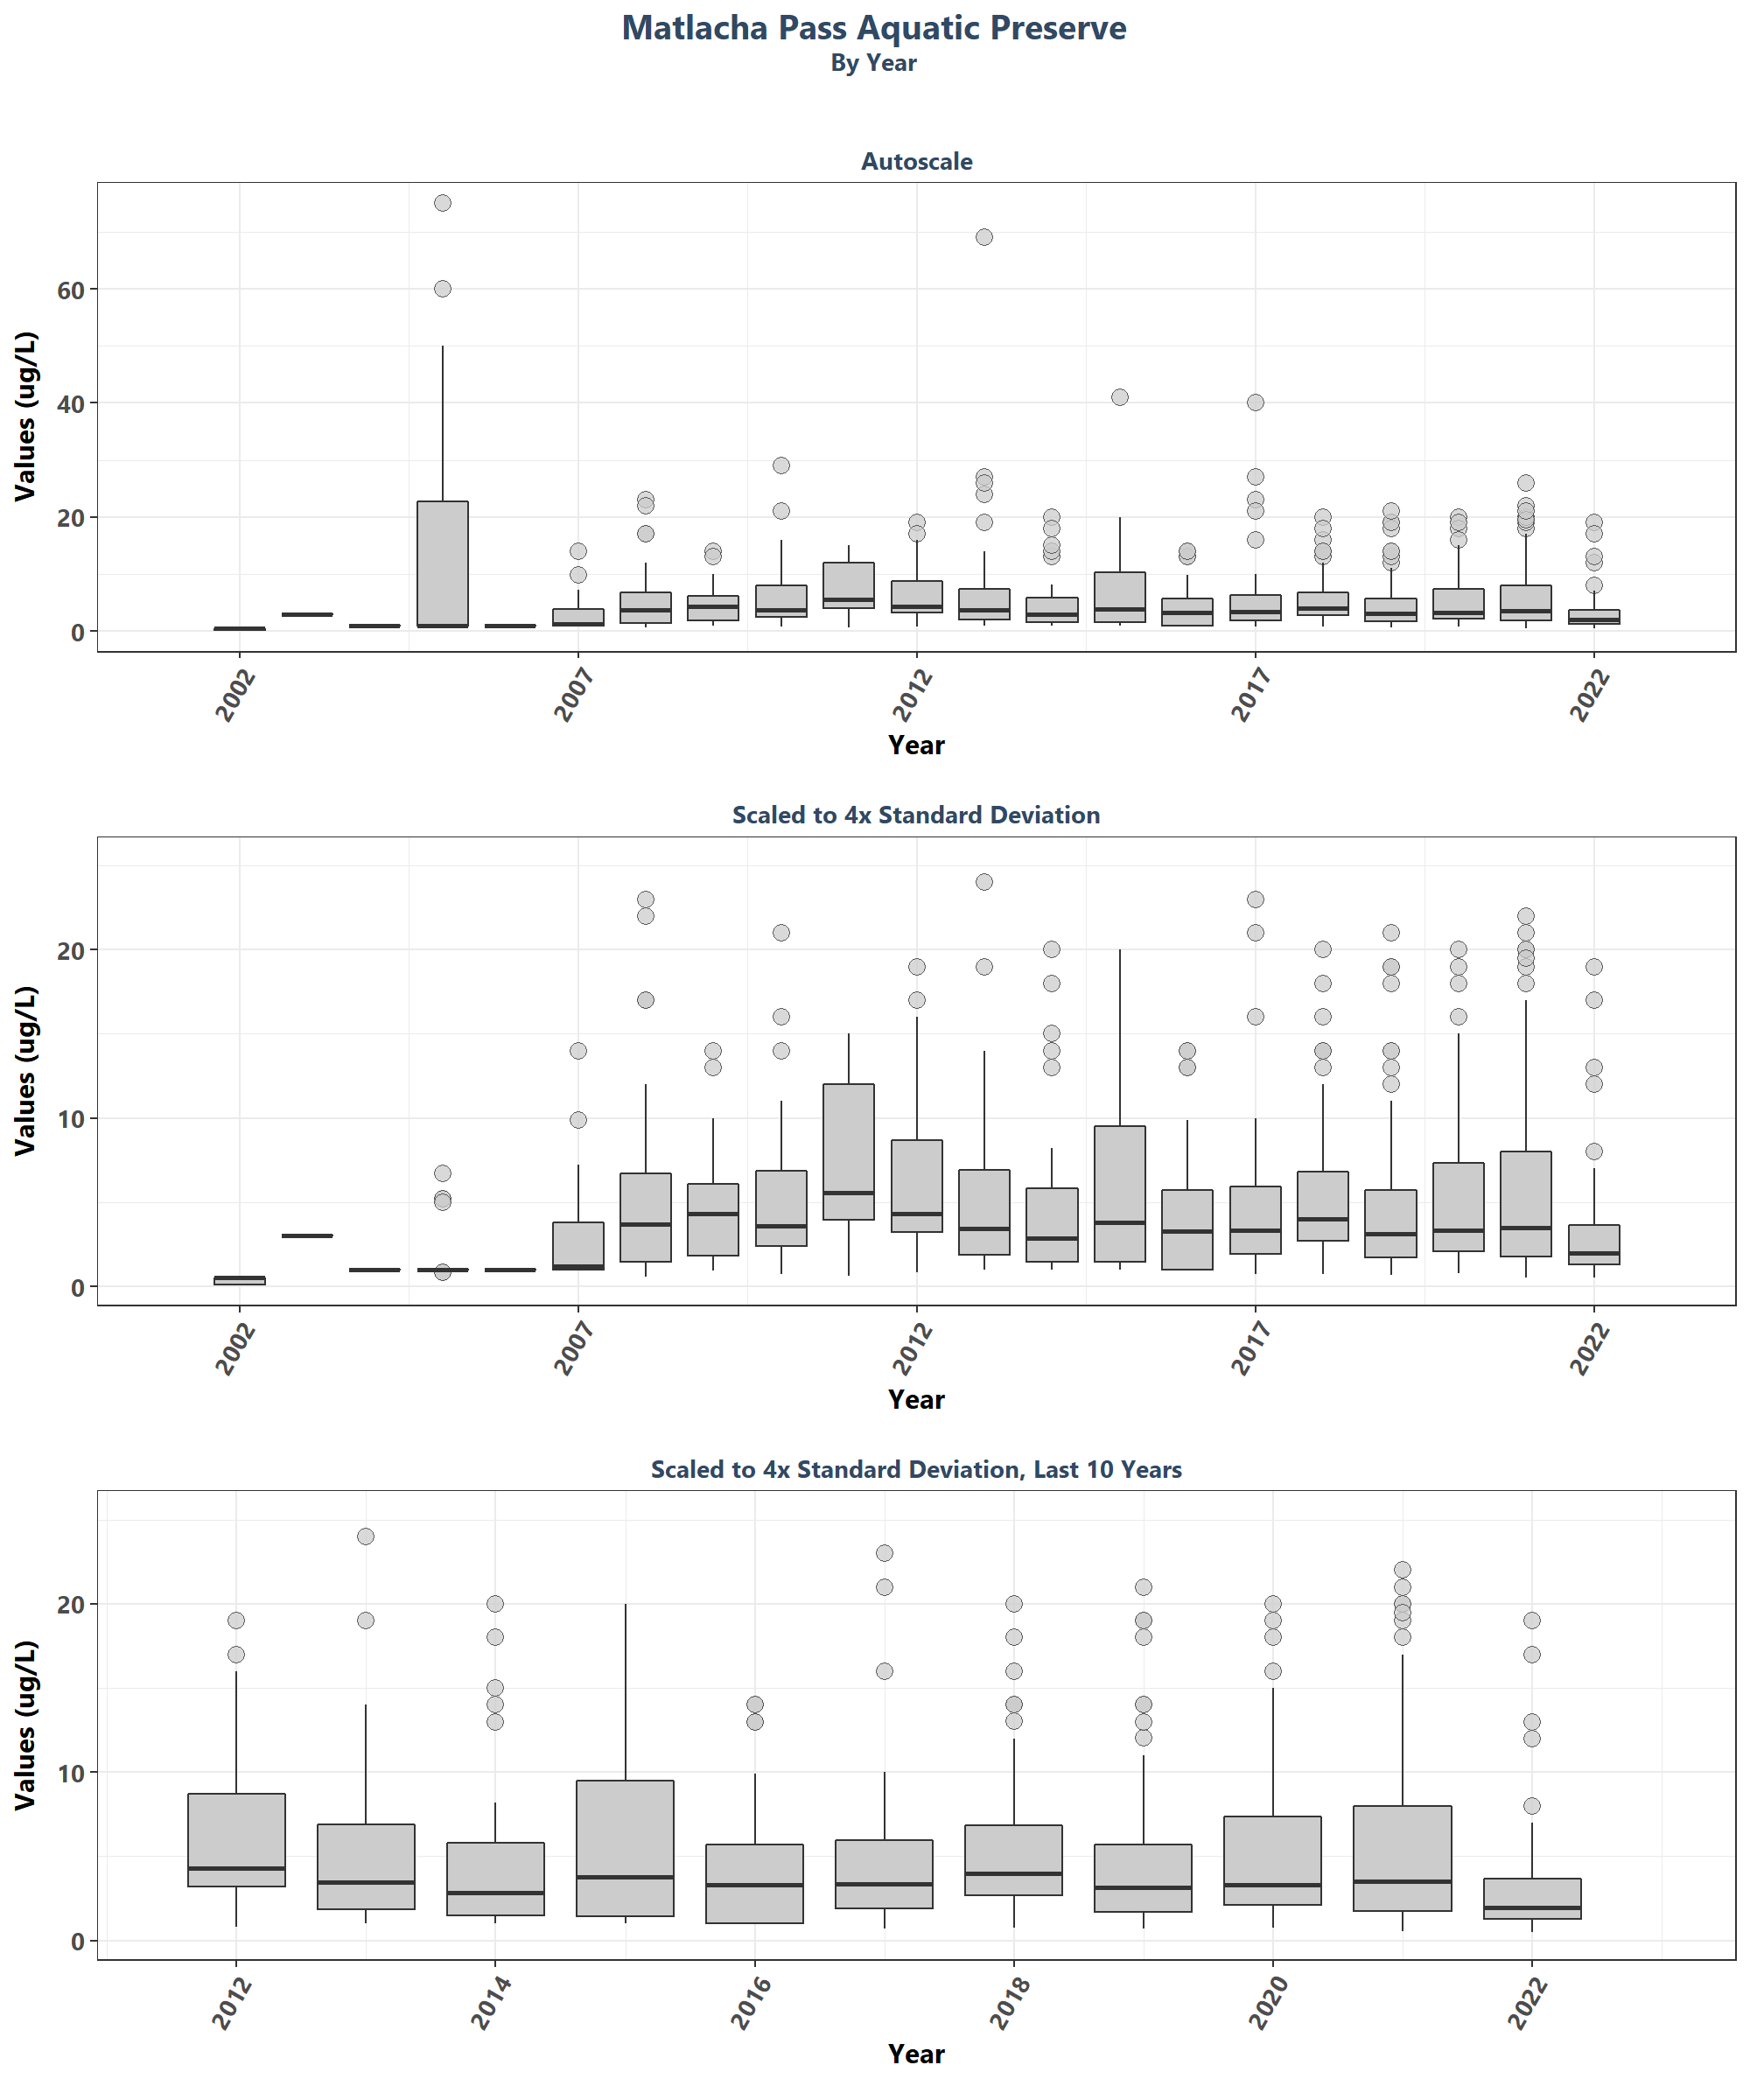 Matlacha Pass Aquatic Preserve
By Year
Autoscale
Values (ug/L)
60
40
20
0
2002
2007
2012
2017
2022
Year
Scaled to 4x Standard Deviation
Values (ug/L)
20
10
0
2002
2007
2012
2017
2022
Year
Scaled to 4x Standard Deviation, Last 10 Years
Values (ug/L)
20
10
0
2012
2014
2016
2018
2020
2022
Year